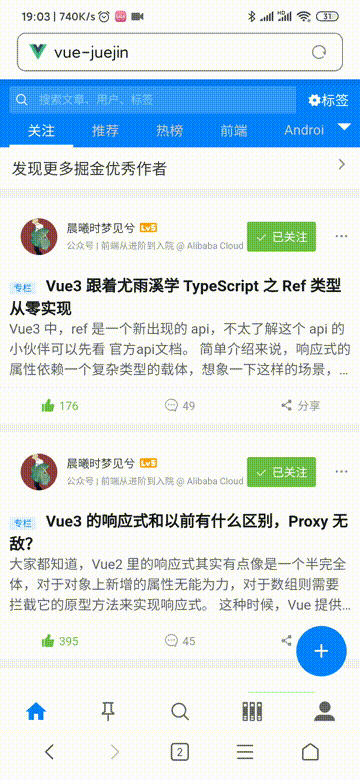 19:03 | 740K/s HD 31
vue-juejin
搜索文章、用户、标签 标签
关注 推荐 热榜 前端 Androi
发现更多掘金优秀作者
晨曦时梦见兮 Lv5
公众号 | 前端从进阶到入院 @ Alibaba Cloud
已关注
专栏 Vue3 跟着尤雨溪学 TypeScript 之 Ref 类型
从零实现
Vue3 中，ref 是一个新出现的 api，不太了解这个 api 的
小伙伴可以先看 官方api文档。 简单介绍来说，响应式的
属性依赖一个复杂类型的载体，想象一下这样的场景，...
176 49 分享
晨曦时梦见兮 Lv5
公众号 | 前端从进阶到入院 @ Alibaba Cloud
已关注
专栏 Vue3 的响应式和以前有什么区别，Proxy 无
敌？
大家都知道，Vue2 里的响应式其实有点像是一个半完全
体，对于对象上新增的属性无能为力，对于数组则需要
拦截它的原型方法来实现响应式。 这种时候，Vue 提供...
395 45
2